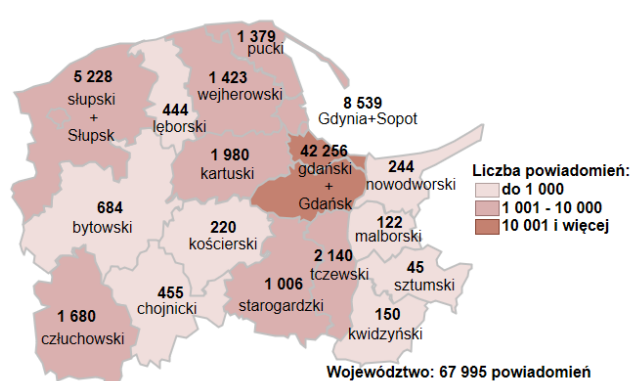 1 379
pucki
5 228
słupski
+
Słupsk
1 423
wejherowski
444
lęborski
8 539
Gdynia+Sopot
1 980
kartuski
42 256
gdański
+
Gdańsk
244
nowodworski
Liczba powiadomień:
do 1 000
1 001 - 10 000
10 001 i więcej
684
bytowski
220
kościerski
122
malborski
2 140
tczewski
45
sztumski
1 006
starogardzki
455
chojnicki
1 680
człuchowski
150
kwidzyński
Województwo: 67 995 powiadomień